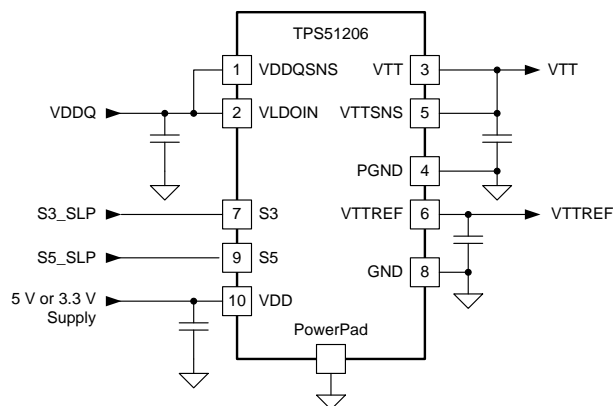 TPS51206
1 VDDQSNS VTT 3 VTT
VDDQ 2 VLDOIN VTTSNS 5
PGND 4
S3_SLP 7 S3 VTTREF 6 VTTREF
S5_SLP 9 S5
GND 8
5 V or 3.3 V
Supply
10 VDD
PowerPad